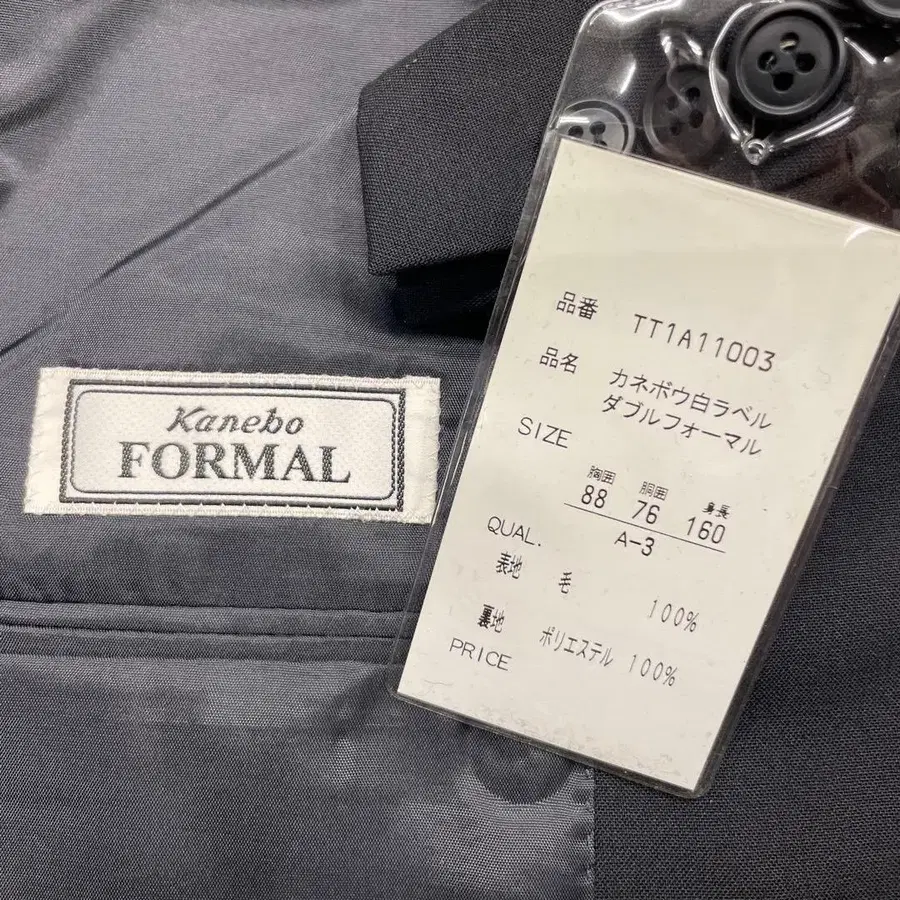 Kanebo
FORMAL
品番 TT1A11003
品名 カネボウ白ラベル
ダブルフォーマル
SIZE
胸囲 胴囲 身長
88 76 160
A-3
QUAL.
表地 毛 100%
裏地 ポリエステル 100%
PRICE